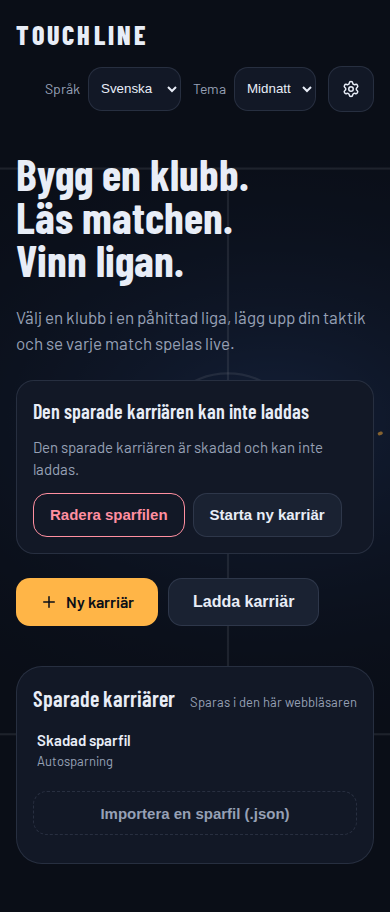 TOUCHLINE
Språk Svenska Tema Midnatt
Bygg en klubb.
Läs matchen.
Vinn ligan.
Välj en klubb i en påhittad liga, lägg upp din taktik
och se varje match spelas live.
Den sparade karriären kan inte laddas
Den sparade karriären är skadad och kan inte
laddas.
Radera sparfilen Starta ny karriär
Ny karriär Ladda karriär
Sparade karriärer Sparas i den här webbläsaren
Skadad sparfil
Autosparning
Importera en sparfil (.json)